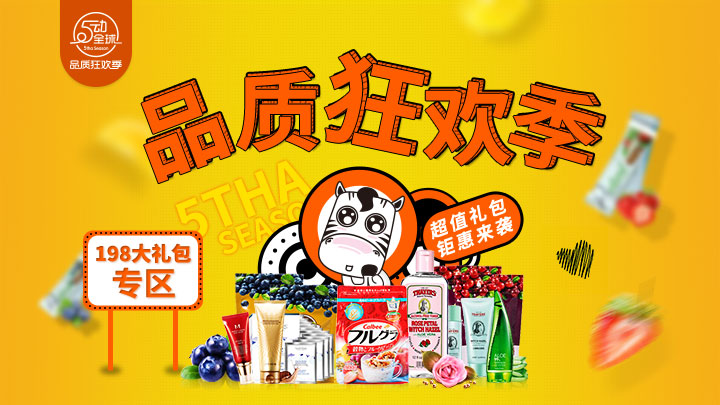 5动
全球
5tha Season
品质狂欢季
品质狂欢季
5THA
SEASON
超值礼包
钜惠来袭
198大礼包
专区
Calbee
フルグラ
THAYERS
ROSE PETAL
WITCH HAZEL
ALOE